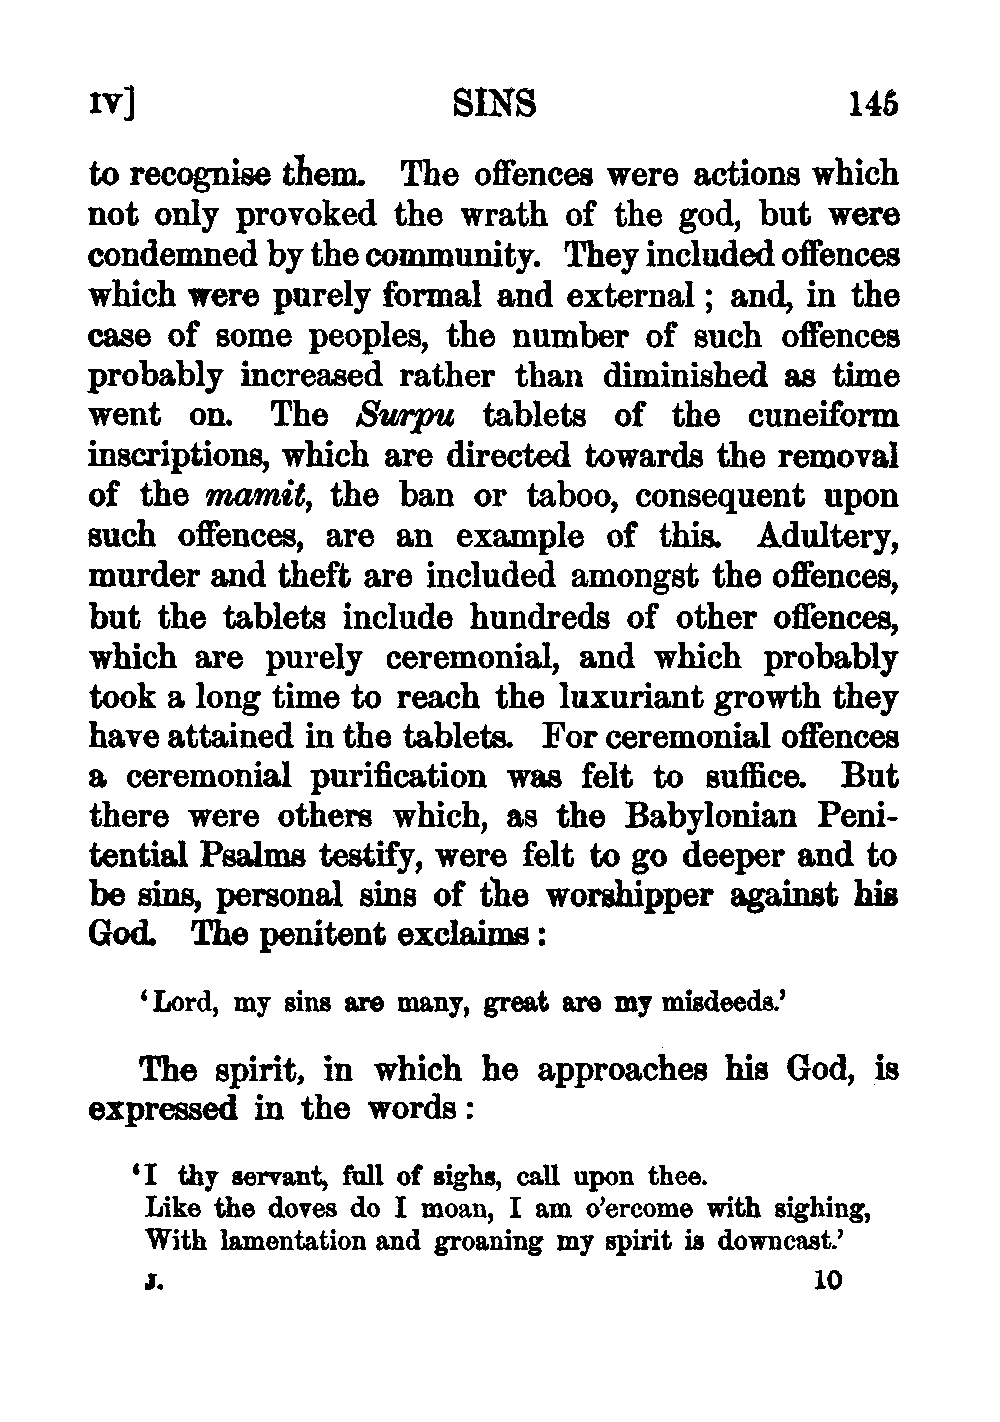 IV] SINS 145
to recognise them. The offences were actions which
not only provoked the wrath of the god, but were
condemned by the community. They included offences
which were purely formal and external ; and, in the
case of some peoples, the number of such offences
probably increased rather than diminished as time
went on. The Surpu tablets of the cuneiform
inscriptions, which are directed towards the removal
of the mamit, the ban or taboo, consequent upon
such offences, are an example of this. Adultery,
murder and theft are included amongst the offences,
but the tablets include hundreds of other offences,
which are purely ceremonial, and which probably
took a long time to reach the luxuriant growth they
have attained in the tablets. For ceremonial offences
a ceremonial purification was felt to suffice. But
there were others which, as the Babylonian Peni-
tential Psalms testify, were felt to go deeper and to
be sins, personal sins of the worshipper against his
God. The penitent exclaims :
‘Lord, my sins are many, great are my misdeeds.’
The spirit, in which he approaches his God, is
expressed in the words :
‘I thy servant, full of sighs, call upon thee.
Like the doves do I moan, I am o’ercome with sighing,
With lamentation and groaning my spirit is downcast.’
J. 10